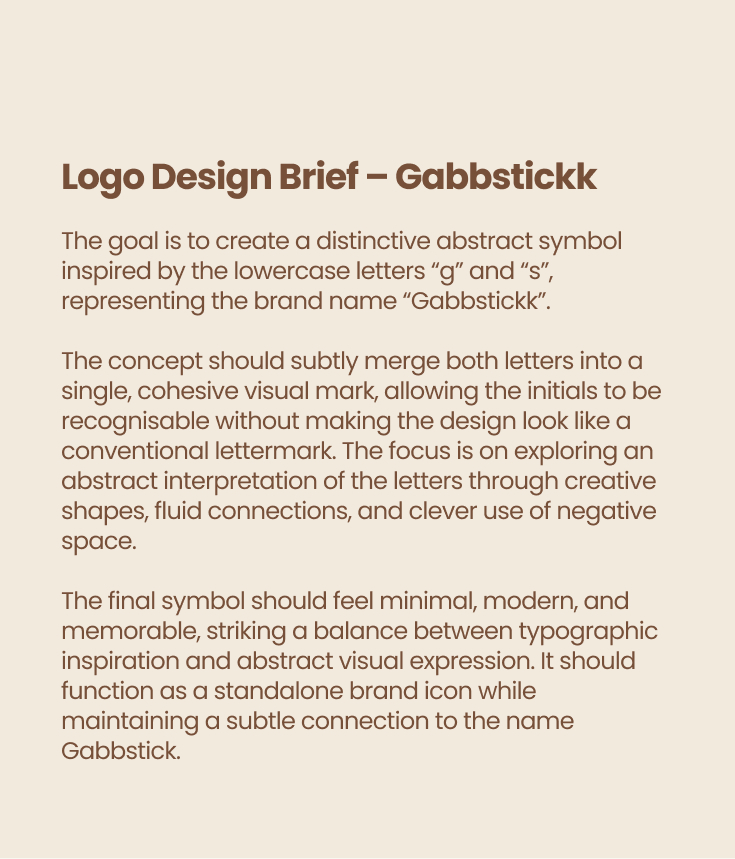 Logo Design Brief – Gabbstickk
The goal is to create a distinctive abstract symbol
inspired by the lowercase letters “g” and “s”,
representing the brand name “Gabbstickk”.
The concept should subtly merge both letters into a
single, cohesive visual mark, allowing the initials to be
recognisable without making the design look like a
conventional lettermark. The focus is on exploring an
abstract interpretation of the letters through creative
shapes, fluid connections, and clever use of negative
space.
The final symbol should feel minimal, modern, and
memorable, striking a balance between typographic
inspiration and abstract visual expression. It should
function as a standalone brand icon while
maintaining a subtle connection to the name
Gabbstick.